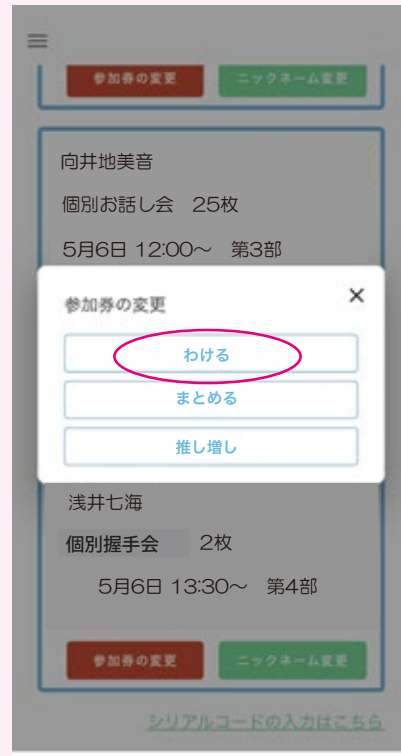 参加券の変更 ニックネーム変更
向井地美音
個別お話し会 25枚
5月6日 12:00～ 第3部
参加券の変更 ×
わける
まとめる
推し増し
浅井七海
個別握手会 2枚
5月6日 13:30～ 第4部
参加券の変更 ニックネーム変更
シリアルコードの入力はこちら